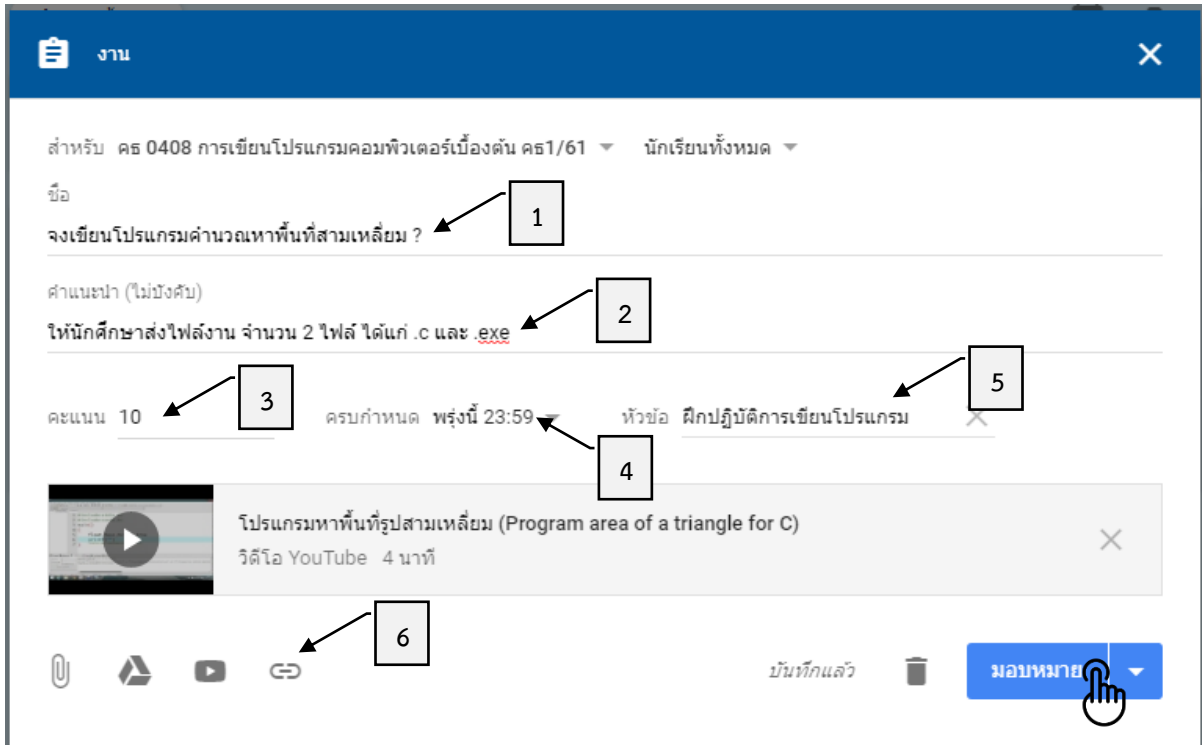 งาน
สำหรับ คธ 0408 การเขียนโปรแกรมคอมพิวเตอร์เบื้องต้น คธ1/61 นักเรียนทั้งหมด
ชื่อ
1
จงเขียนโปรแกรมคำนวณหาพื้นที่สามเหลี่ยม ?
คำแนะนำ (ไม่บังคับ)
2
ให้นักศึกษาส่งไฟล์งาน จำนวน 2 ไฟล์ ได้แก่ .c และ .exe
3
5
คะแนน 10 ครบกำหนด พรุ่งนี้ 23:59 หัวข้อ ฝึกปฏิบัติการเขียนโปรแกรม
4
โปรแกรมหาพื้นที่รูปสามเหลี่ยม (Program area of a triangle for C)
วิดีโอ YouTube 4 นาที
6
บันทึกแล้ว มอบหมาย